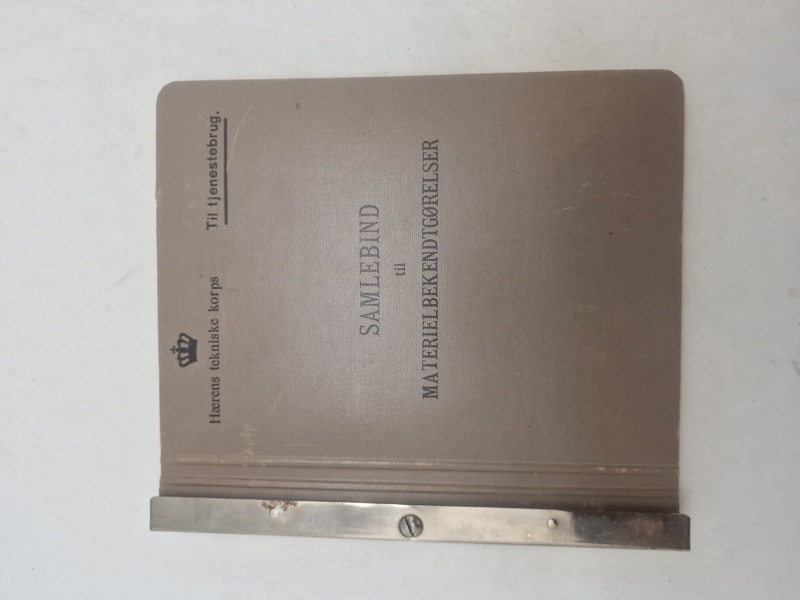 Hærens tekniske korps
Til tjenestebrug.
SAMLEBIND
til
MATERIELBEKENDTGØRELSER